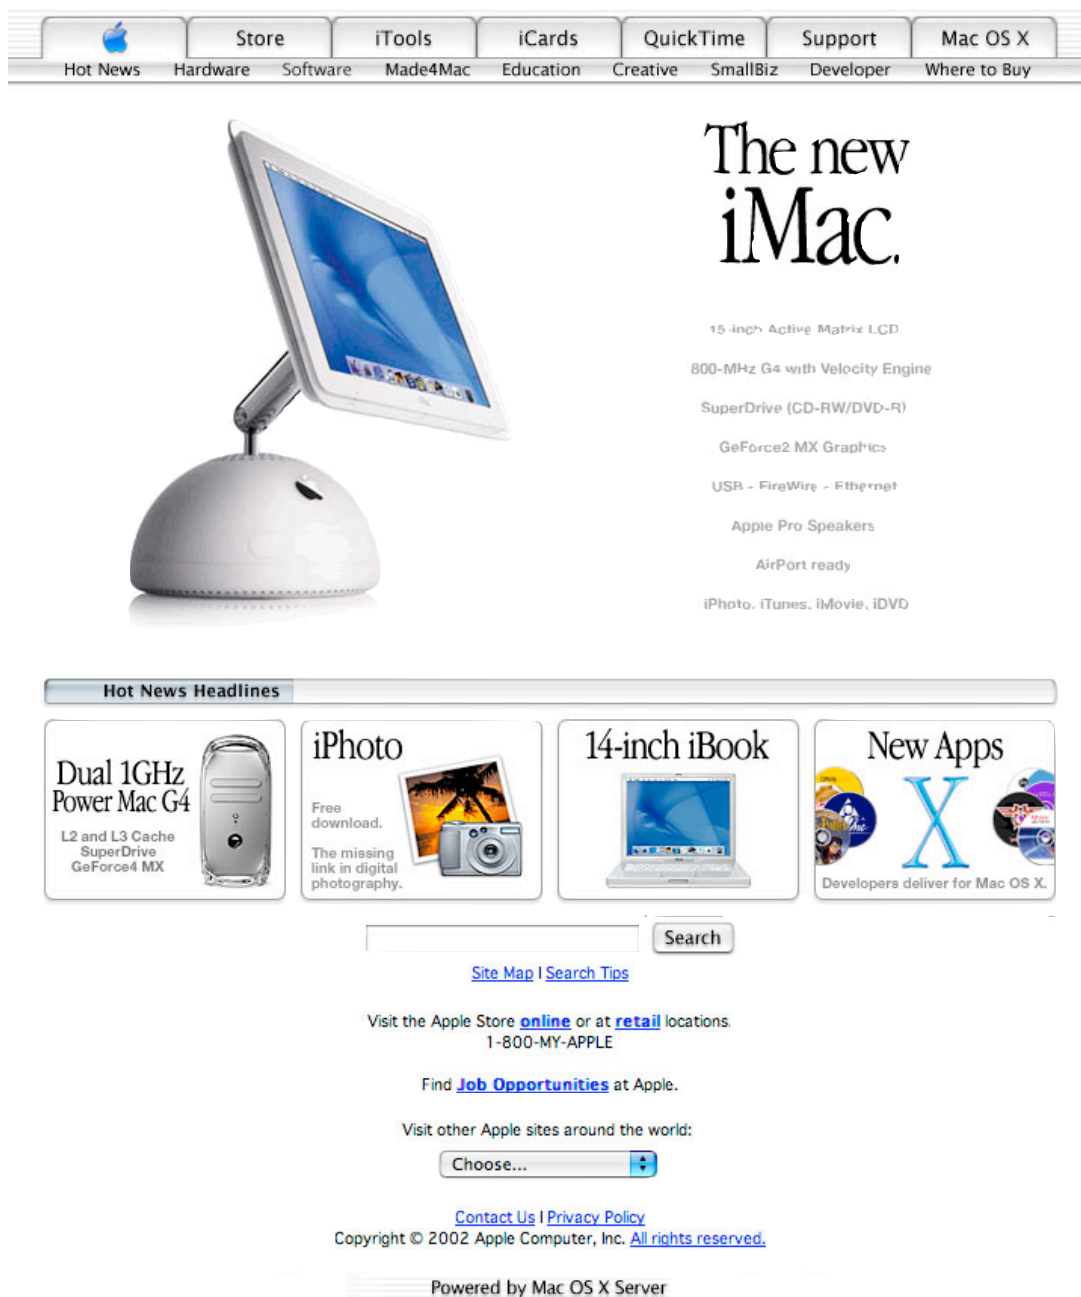 Store iTools iCards QuickTime Support Mac OS X
Hot News Hardware Software Made4Mac Education Creative SmallBiz Developer Where to Buy
The new
iMac.
15-inch Active Matrix LCD
800-MHz G4 with Velocity Engine
SuperDrive (CD-RW/DVD-R)
GeForce2 MX Graphics
USB - FireWire - Ethernet
Apple Pro Speakers
AirPort ready
iPhoto, iTunes, iMovie, iDVD
Hot News Headlines
Dual 1GHz
Power Mac G4
L2 and L3 Cache
SuperDrive
GeForce4 MX
iPhoto
Free
download.
The missing
link in digital
photography.
14-inch iBook
New Apps
Developers deliver for Mac OS X.
Search
Site Map | Search Tips
Visit the Apple Store online or at retail locations.
1-800-MY-APPLE
Find Job Opportunities at Apple.
Visit other Apple sites around the world:
Choose...
Contact Us | Privacy Policy
Copyright © 2002 Apple Computer, Inc. All rights reserved.
Powered by Mac OS X Server